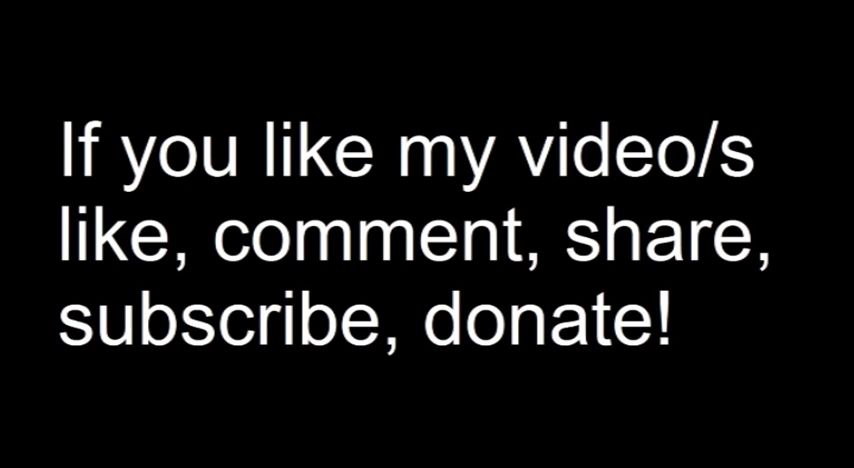 If you like my video/s
like, comment, share,
subscribe, donate!